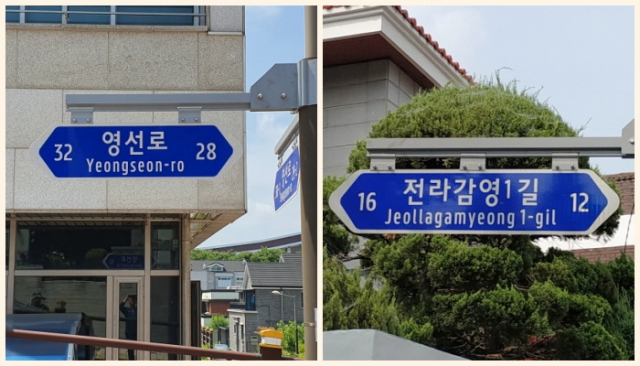 32 영선로 28
Yeongseon-ro
16 전라감영1길 12
Jeollagamyeong 1-gil